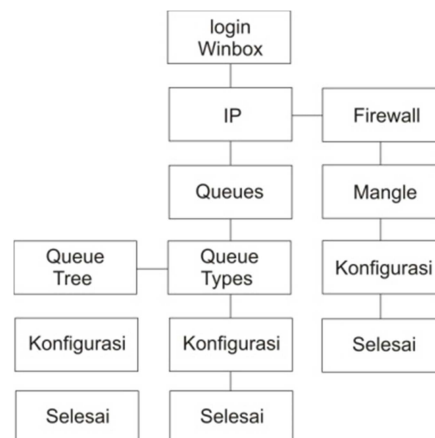 login
Winbox
IP
Firewall
Queues
Mangle
Queue
Tree
Queue
Types
Konfigurasi
Konfigurasi
Konfigurasi
Selesai
Selesai
Selesai